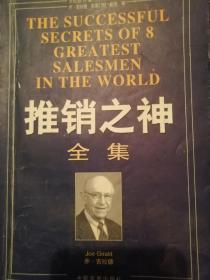 THE SUCCESSFUL
SECRETS OF 8
GREATEST
SALESMEN
IN THE WORLD
推销之神
全集
Joe Girald
乔·吉拉德